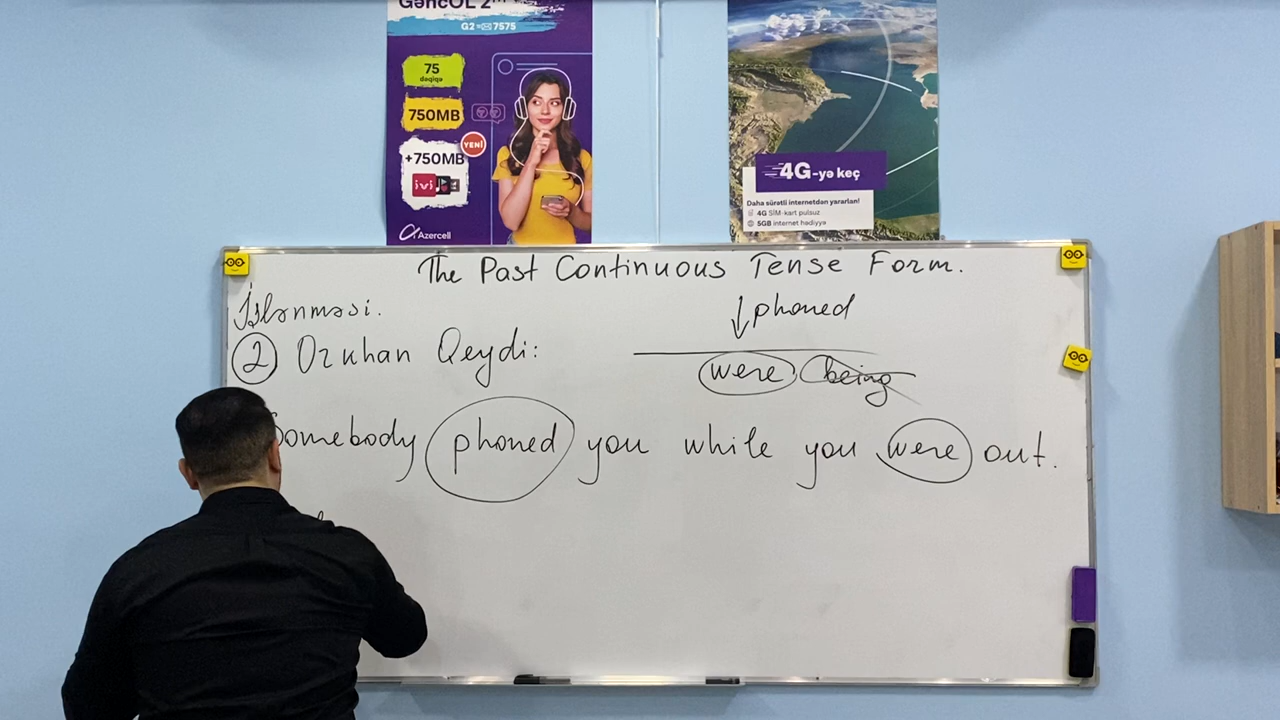 GəncOL 2
G2 7575
75
dəqiqə
750MB
YENİ
+750MB
ivi
Azercell
4G-yə keç
Daha sürətli internetdən yararlan!
4G SİM-kart pulsuz
5GB internet hədiyyə
The Past Continuous Tense Form.
İşlənməsi.
phoned
2 Orxhan Qeydi:
were being
Somebody phoned you while you were out.